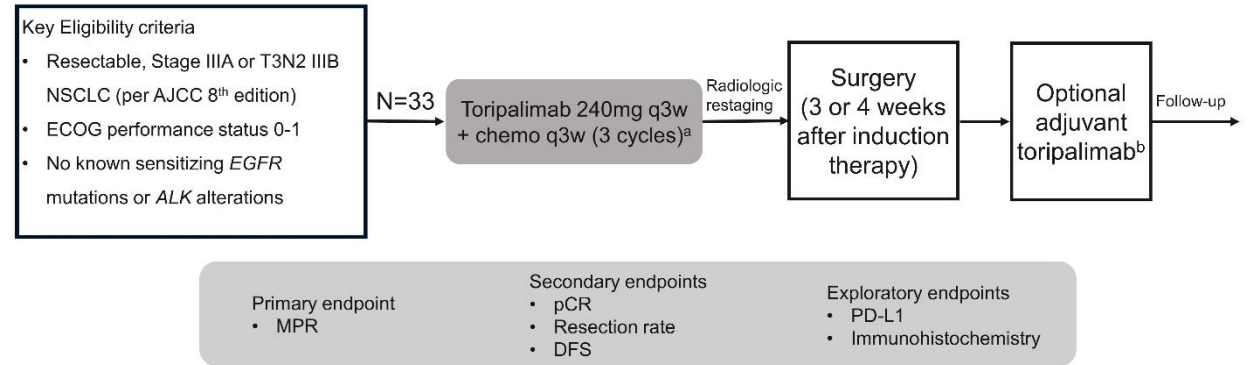 Key Eligibility criteria
• Resectable, Stage IIIA or T3N2 IIIB
NSCLC (per AJCC 8th edition)
• ECOG performance status 0-1
• No known sensitizing EGFR
mutations or ALK alterations
N=33
Toripalimab 240mg q3w
+ chemo q3w (3 cycles)a
Radiologic
restaging
Surgery
(3 or 4 weeks
after induction
therapy)
Optional
adjuvant
toripalimabb
Follow-up
Primary endpoint
• MPR
Secondary endpoints
• pCR
• Resection rate
• DFS
Exploratory endpoints
• PD-L1
• Immunohistochemistry